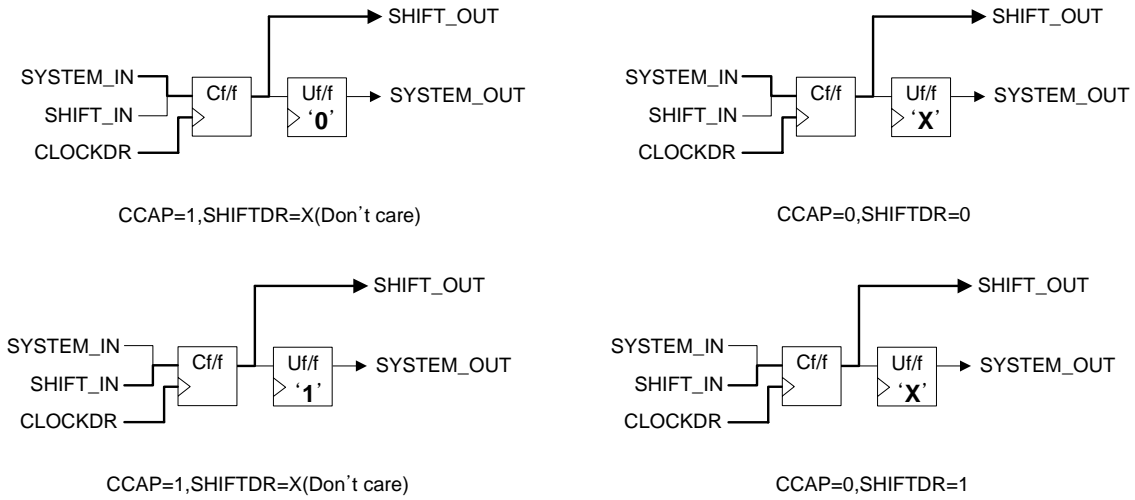 SHIFT_OUT
SYSTEM_IN
Cf/f
Uf/f
SHIFT_IN
‘0’
SYSTEM_OUT
CLOCKDR
CCAP=1,SHIFTDR=X(Don’t care)
SHIFT_OUT
SYSTEM_IN
Cf/f
Uf/f
SHIFT_IN
‘X’
SYSTEM_OUT
CLOCKDR
CCAP=0,SHIFTDR=0
SHIFT_OUT
SYSTEM_IN
Cf/f
Uf/f
SHIFT_IN
‘1’
SYSTEM_OUT
CLOCKDR
CCAP=1,SHIFTDR=X(Don’t care)
SHIFT_OUT
SYSTEM_IN
Cf/f
Uf/f
SHIFT_IN
‘X’
SYSTEM_OUT
CLOCKDR
CCAP=0,SHIFTDR=1